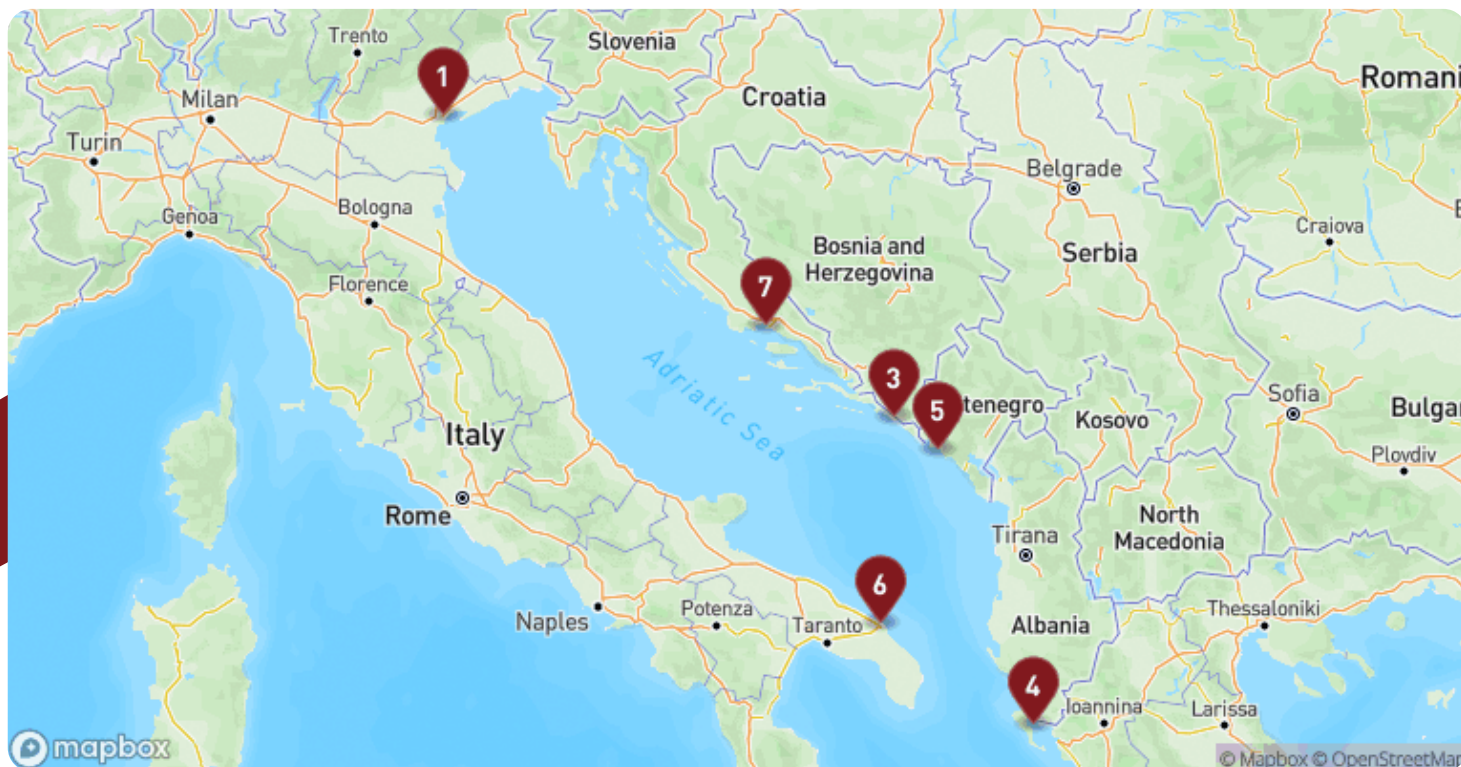 Trento
Slovenia
1
Romani
Milan
Croatia
Turin
Belgrade
Genoa
Bologna
Bosnia and
Herzegovina
Serbia
Craiova
Florence
7
Adriatic Sea
3
5
tenegro
Kosovo
Sofia
Bulgar
Plovdiv
Italy
Rome
North
Macedonia
Tirana
6
Naples
Potenza
Taranto
Albania
Thessaloniki
4
Ioannina
Larissa
mapbox
© Mapbox © OpenStreetMap